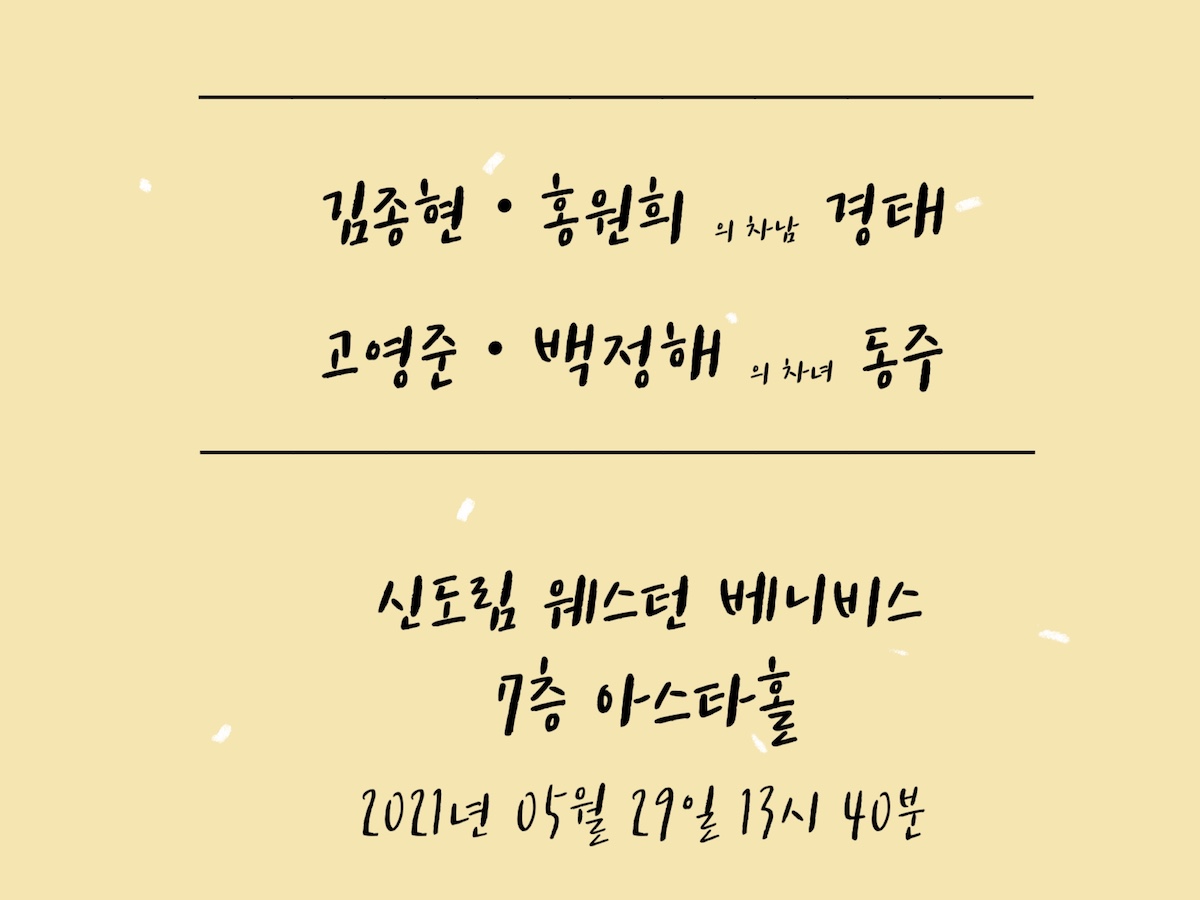 김종현 • 홍원희 의 차남 경태
고영준 • 백정해 의 차녀 동주
신도림 웨스턴 베니비스
7층 아스타홀
2021년 05월 29일 13시 40분